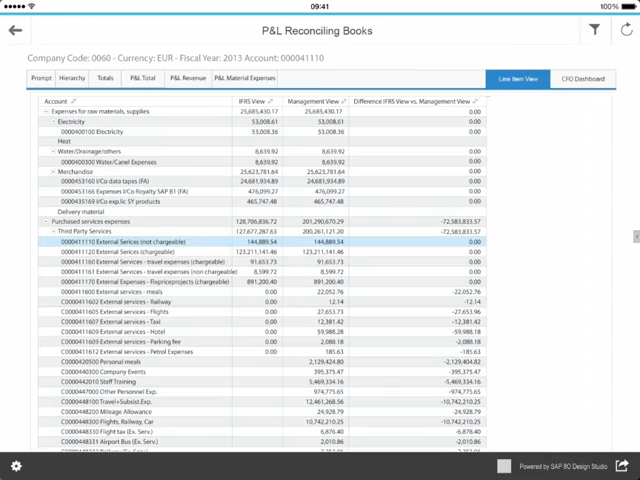 09:41 100%
P&L Reconciling Books
Company Code: 0060 - Currency: EUR - Fiscal Year: 2013 Account: 000041110
Prompt Hierarchy Totals P&L Total P&L Revenue P&L Material Expenses Line Item View CFO Dashboard
Account IFRS View Management View Difference IFRS View vs. Management View
- Expenses for raw materials, supplies 25,685,430.17 25,685,430.17 0.00
- Electricity 53,008.61 53,008.61 0.00
0000400100 Electricity 53,008.36 53,008.36 0.00
Heat
- Water/Drainage/others 8,639.92 8,639.92 0.00
0000400300 Water/Canel Expenses 8,639.92 8,639.92 0.00
- Merchandise 25,623,781.64 25,623,781.64 0.00
0000453160 I/Co data tapes (FA) 24,681,934.89 24,681,934.89 0.00
0000453166 Expenses I/Co Royalty SAP B1 (FA) 476,099.27 476,099.27 0.00
0000435169 I/Co exp.lic SY products 465,747.48 465,747.48 0.00
Delivery material
- Purchased services expenses 128,706,836.72 201,290,670.29 -72,583,833.57
- Third Party Services 127,677,287.63 200,261,121.20 -72,583,833.57
0000411110 External Serices (not chargeable) 144,889.54 144,889.54 0.00
0000411120 External Serices (chargeable) 123,211,141.46 123,211,141.46 0.00
0000411160 External Services - travel expenses (chargeable) 91,653.73 91,653.73 0.00
0000411161 External Services - travel expenses (non chargeable) 8,599.72 8,599.72 0.00
0000411170 External Expenses - Fixpriceprojects (chargeable) 891,200.40 891,200.40 0.00
0000411600 External services - meals 0.00 22,052.76 -22,052.76
C0000411602 External services - Railway 0.00 12.14 -12.14
C0000411605 External services - Flights 0.00 27,653.73 -27,653.96
C0000411607 External services - Taxi 0.00 12,381.42 -12,381.42
C0000411609 External services - Hotel 0.00 59,988.28 -59,988.18
C0000411609 External services - Parking fee 0.00 2,088.18 -2,088.18
C0000411612 External services - Petrol Expenses 0.00 185.63 -185.63
C0000420500 Personal meals 2,129,424.80 -2,129,404.82
C0000440300 Company Events 395,375.47 -395,375.47
C0000442010 Staff Training 5,469,334.16 -5,469,334.16
C0000447000 Other Personnel Exp. 974,775.65 -974,775.65
C0000448100 Travel+Subsist.Exp. 12,461,268.56 -10,742,210.25
C0000448200 Mileage Allowance 24,928.79 -24,928.79
C0000448300 Flights, Railway, Car 10,742,210.25 -10,742,210.25
C0000448330 Flight tax (Ex. Serv.) 6,876.40 -6,878.40
C0000448331 Airport Bus (Ex. Serv.) 2,010.86 -2,010.86
Powered by SAP BO Design Studio